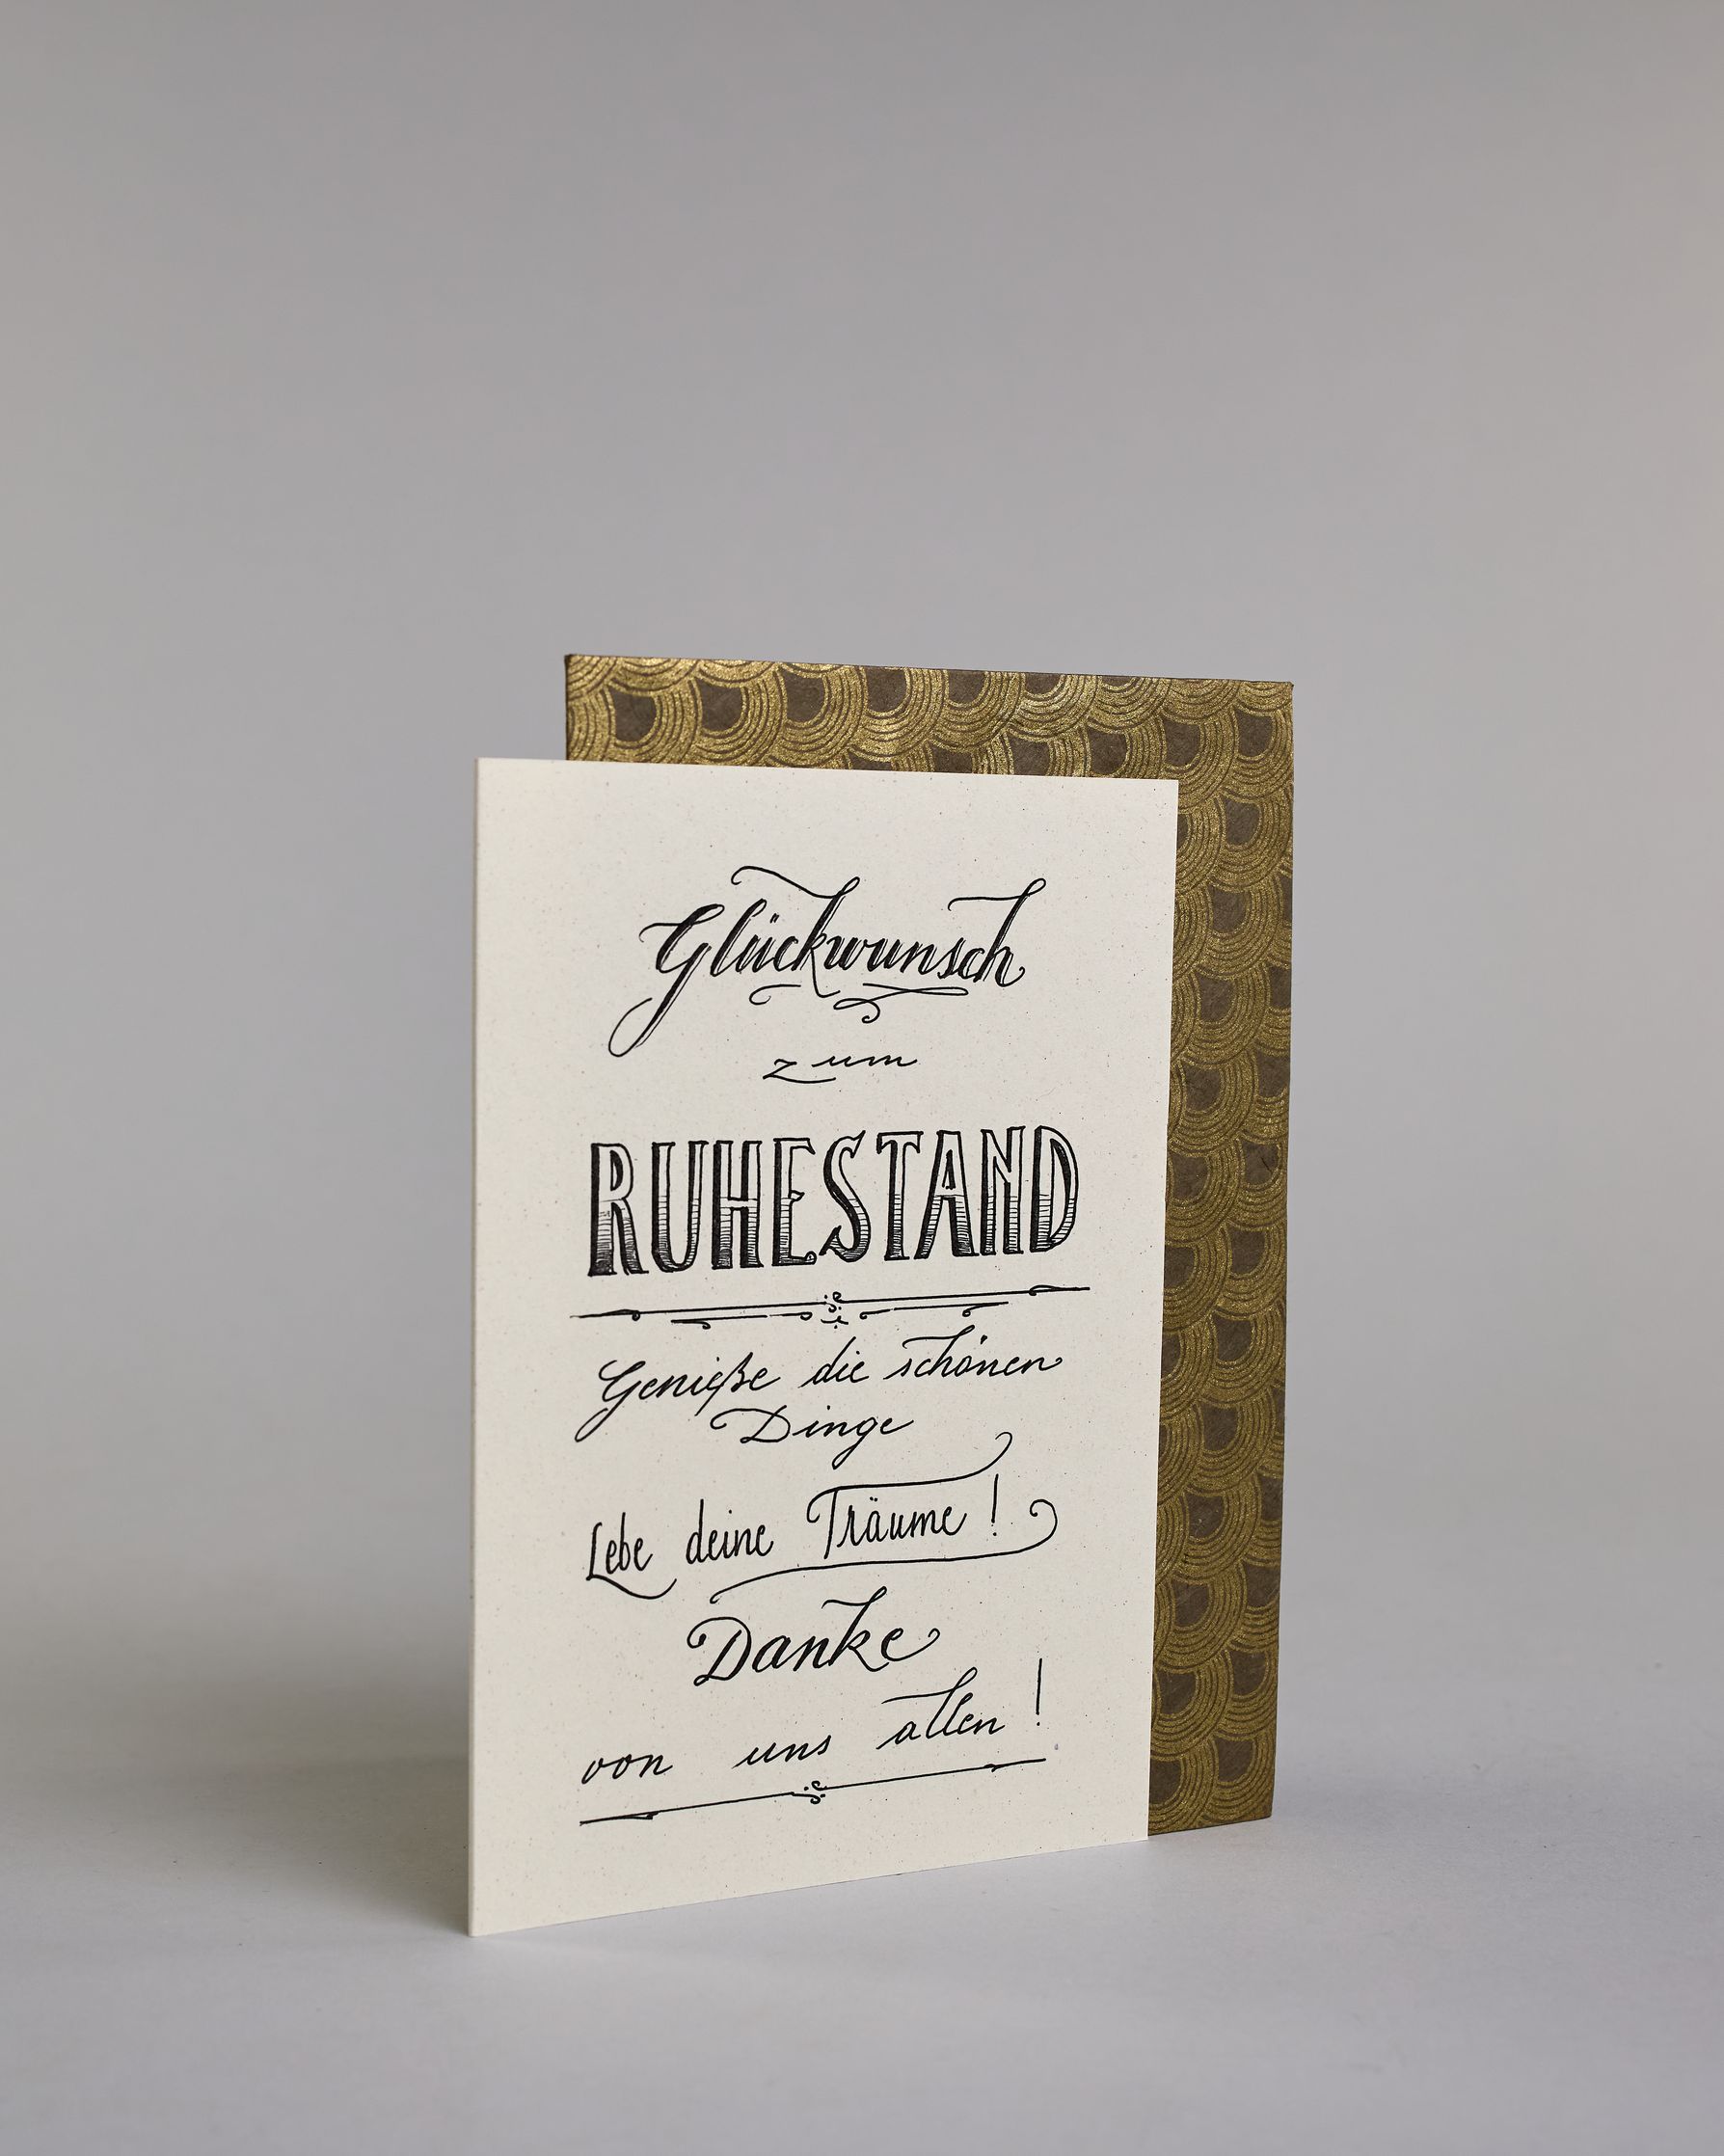 Glückwunsch
zum
RUHESTAND
Genieße die schönen
Dinge
Lebe deine Träume!
Danke
von uns allen!